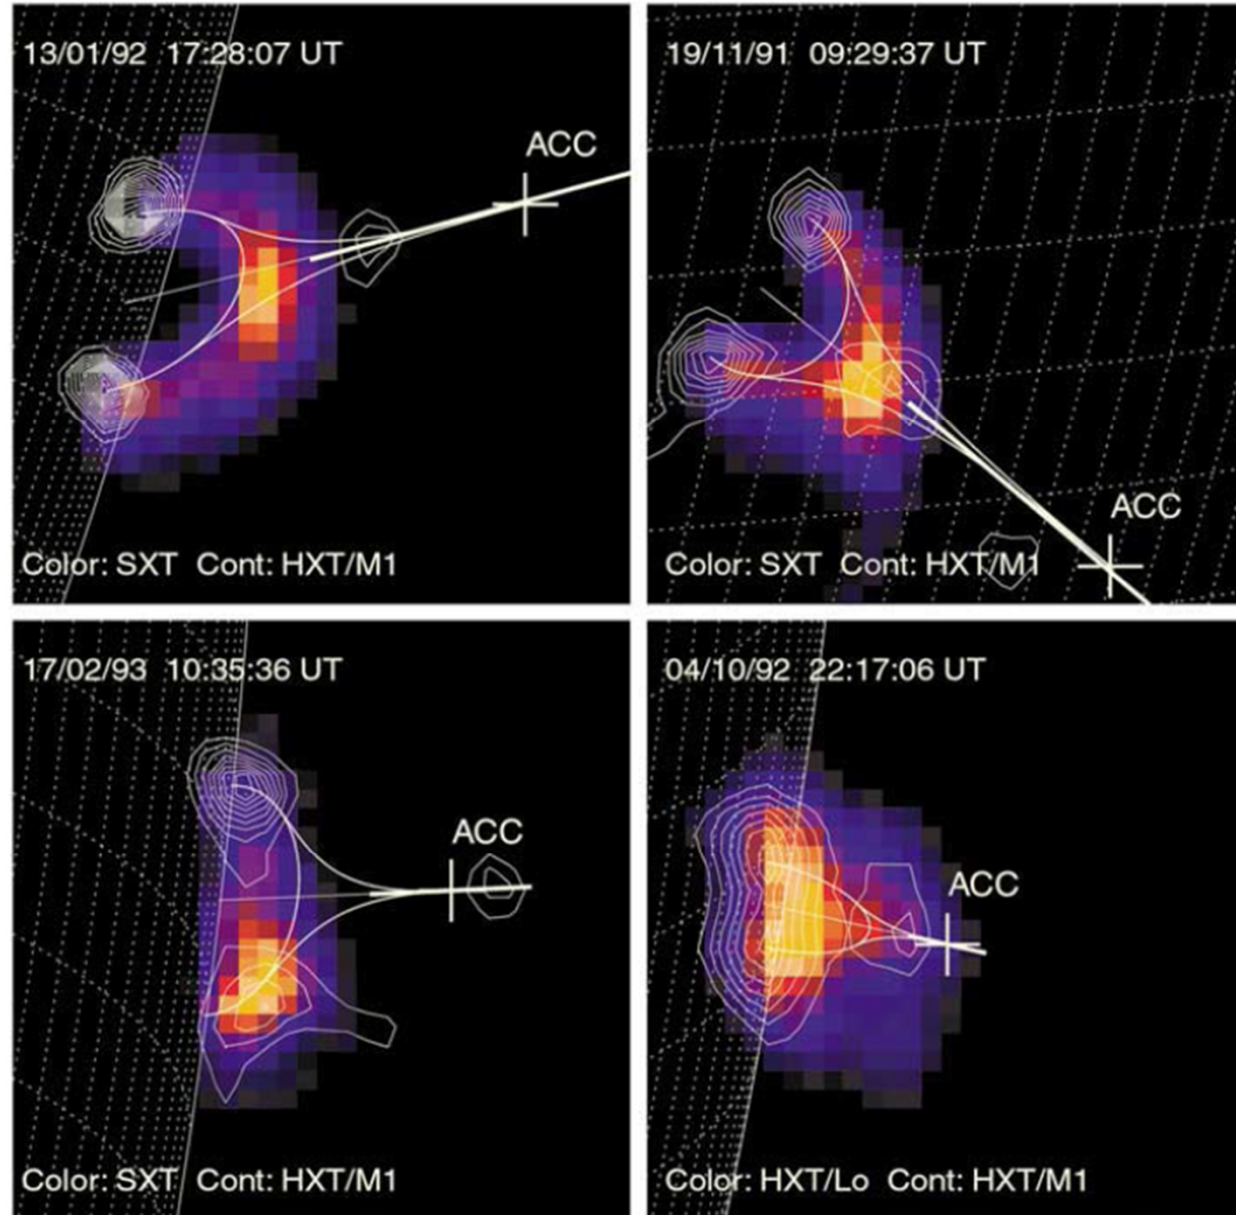 13/01/92 17:28:07 UT
ACC
Color: SXT Cont: HXT/M1
19/11/91 09:29:37 UT
ACC
Color: SXT Cont: HXT/M1
17/02/93 10:35:36 UT
ACC
Color: SXT Cont: HXT/M1
04/10/92 22:17:06 UT
ACC
Color: HXT/Lo Cont: HXT/M1